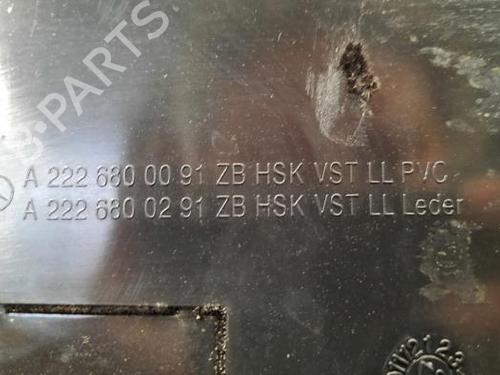 B-PARTS
A 222 680 00 91 ZB HSK VST LL PVC
A 222 680 02 91 ZB HSK VST LL Leder